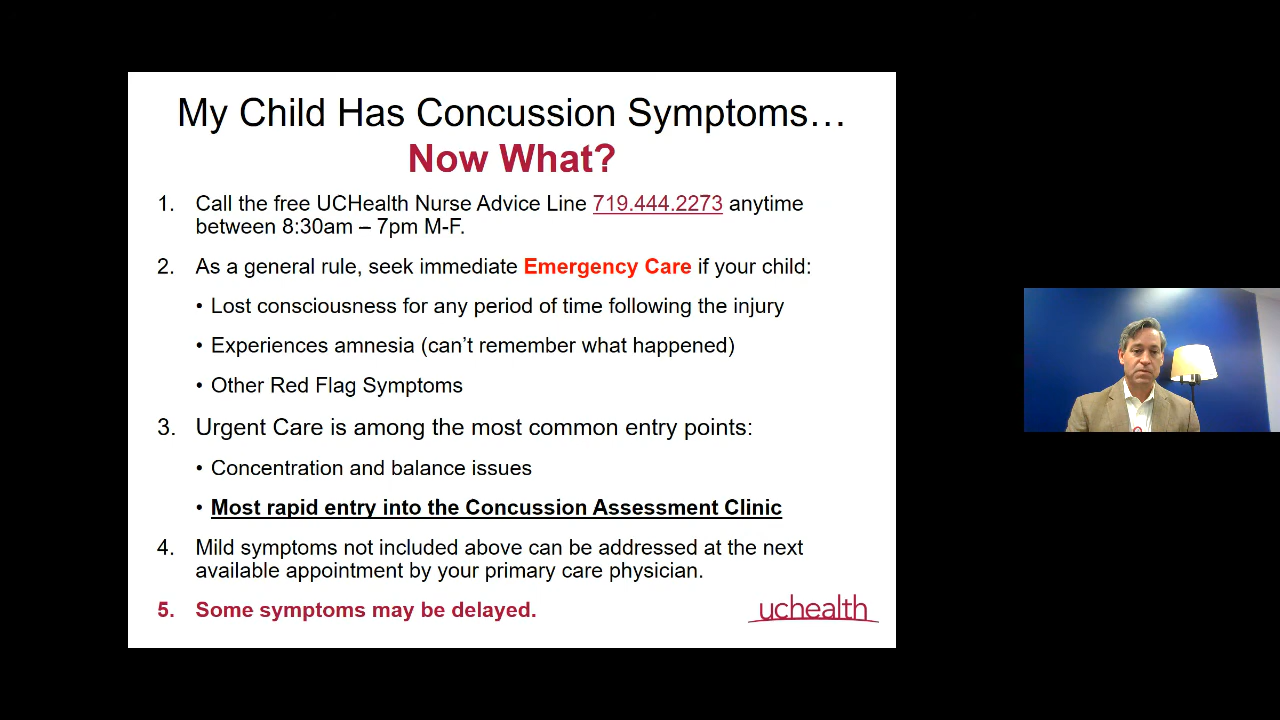 My Child Has Concussion Symptoms…
Now What?
1. Call the free UCHealth Nurse Advice Line 719.444.2273 anytime
between 8:30am – 7pm M-F.
2. As a general rule, seek immediate Emergency Care if your child:
• Lost consciousness for any period of time following the injury
• Experiences amnesia (can’t remember what happened)
• Other Red Flag Symptoms
3. Urgent Care is among the most common entry points:
• Concentration and balance issues
• Most rapid entry into the Concussion Assessment Clinic
4. Mild symptoms not included above can be addressed at the next
available appointment by your primary care physician.
5. Some symptoms may be delayed.
uchealth